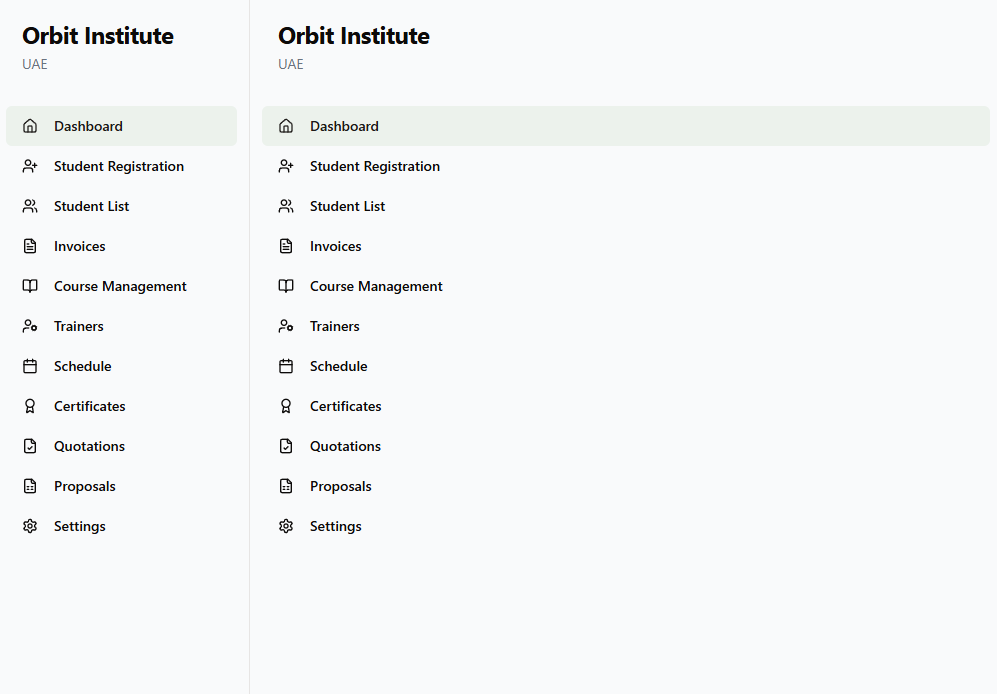 Orbit Institute
UAE
Dashboard
Student Registration
Student List
Invoices
Course Management
Trainers
Schedule
Certificates
Quotations
Proposals
Settings
Orbit Institute
UAE
Dashboard
Student Registration
Student List
Invoices
Course Management
Trainers
Schedule
Certificates
Quotations
Proposals
Settings